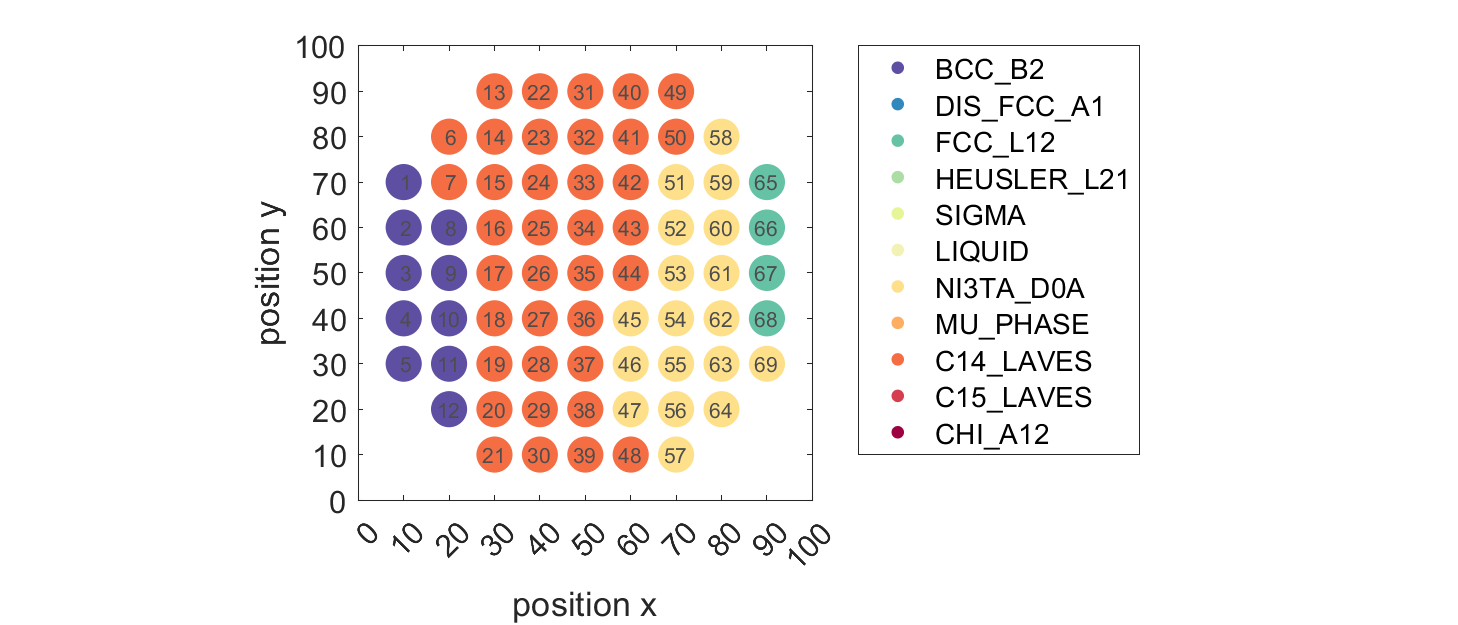 100
90
80
70
60
50
40
30
20
10
0
position y
13 22 31 40 49
6 14 23 32 41 50 58
1 7 15 24 33 42 51 59 65
2 8 16 25 34 43 52 60 66
3 9 17 26 35 44 53 61 67
4 10 18 27 36 45 54 62 68
5 11 19 28 37 46 55 63 69
12 20 29 38 47 56 64
21 30 39 48 57
0 10 20 30 40 50 60 70 80 90 100
position x
BCC_B2
DIS_FCC_A1
FCC_L12
HEUSLER_L21
SIGMA
LIQUID
NI3TA_D0A
MU_PHASE
C14_LAVES
C15_LAVES
CHI_A12